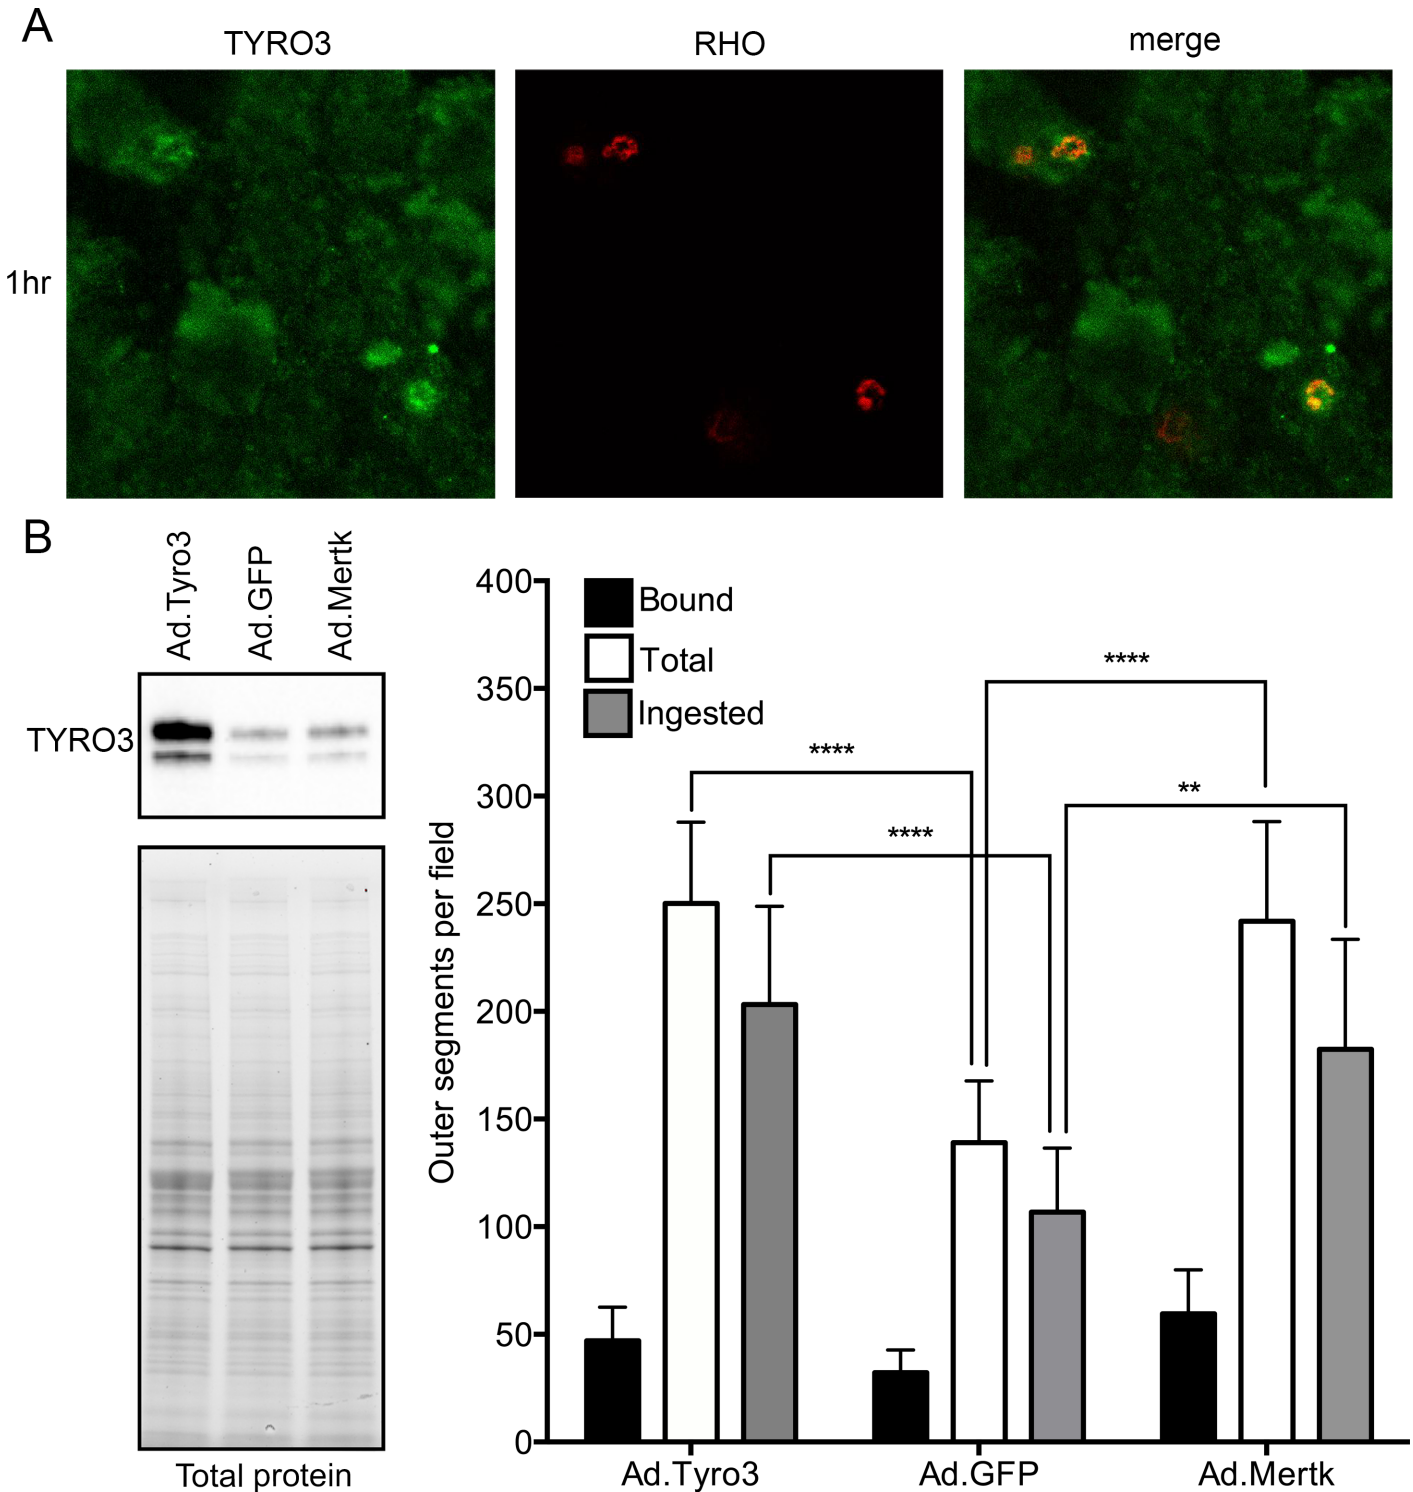 A
TYRO3
RHO
merge
1hr
B
Ad.Tyro3
Ad.GFP
Ad.Mertk
TYRO3
Total protein
Outer segments per field
400
350
300
250
200
150
100
50
0
Bound
Total
Ingested
****
****
****
**
Ad.Tyro3
Ad.GFP
Ad.Mertk